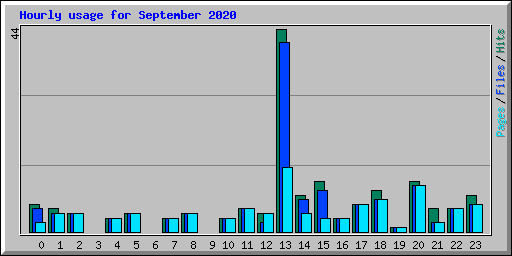 Hourly usage for September 2020
44
Pages / Files / Hits
0 1 2 3 4 5 6 7 8 9 10 11 12 13 14 15 16 17 18 19 20 21 22 23